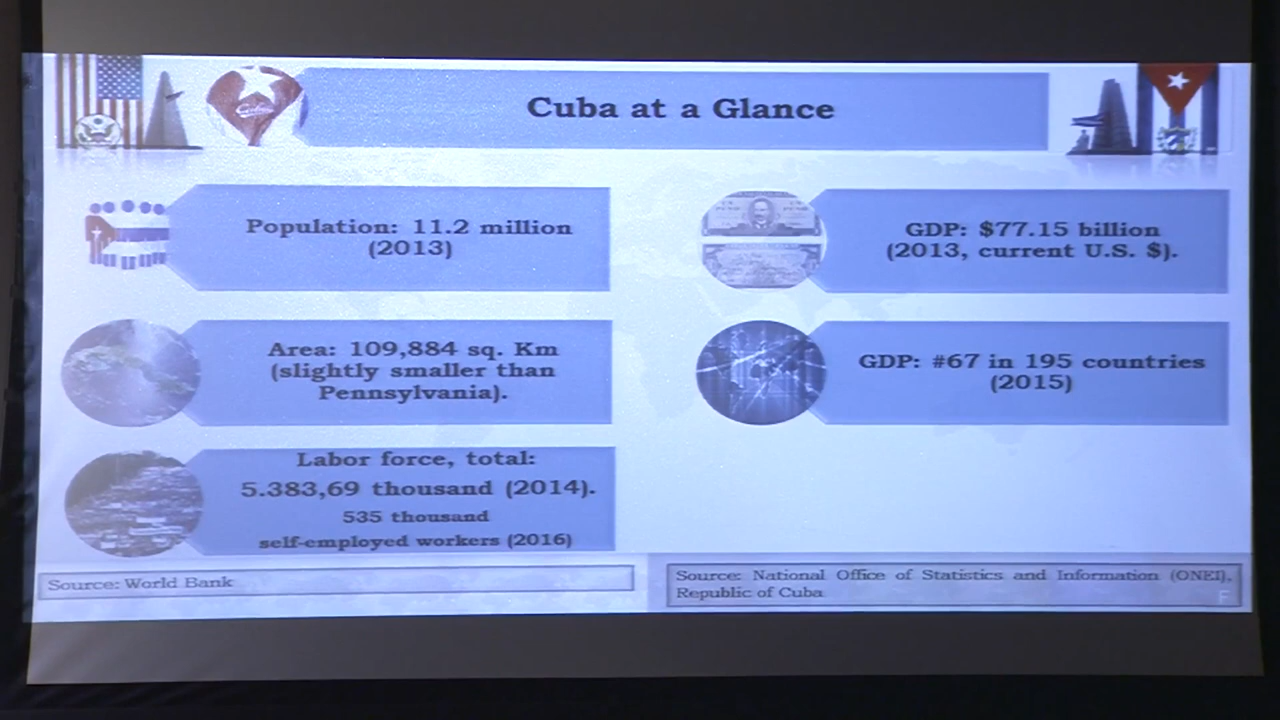 Cuba at a Glance
Population: 11.2 million
(2013)
GDP: $77.15 billion
(2013, current U.S. $).
Area: 109,884 sq. Km
(slightly smaller than
Pennsylvania).
GDP: #67 in 195 countries
(2015)
Labor force, total:
5.383,69 thousand (2014).
535 thousand
self-employed workers (2016)
Source: World Bank
Source: National Office of Statistics and Information (ONEI),
Republic of Cuba